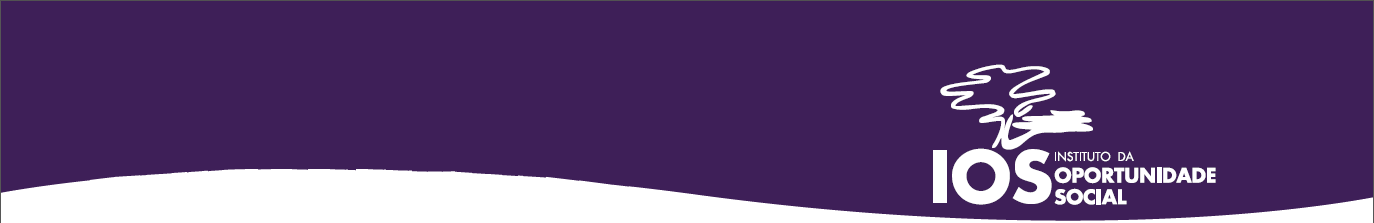 IOS
INSTITUTO DA
OPORTUNIDADE
SOCIAL